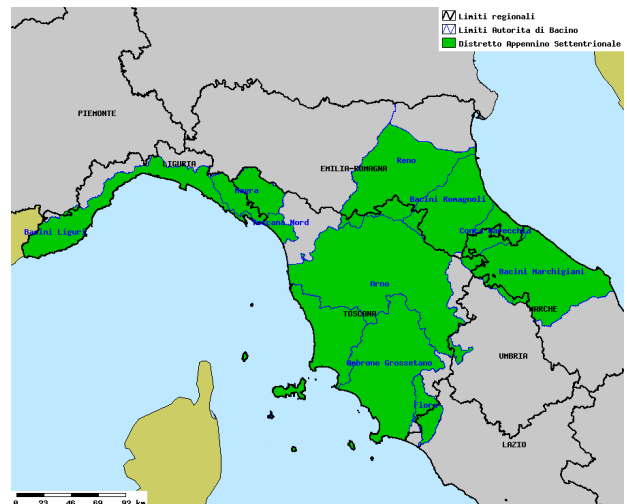 Limiti regionali
Limiti Autorita di Bacino
Distretto Appennino Settentrionale
PIEMONTE
LIGURIA
EMILIA-ROMAGNA
Reno
Magra
Bacini Romagnoli
Bacini Liguri
Toscana Nord
Conca Marecchia
Bacini Marchigiani
Arno
TOSCANA
MARCHE
UMBRIA
Ombrone Grossetano
Fiora
LAZIO
0 23 46 69 92 km